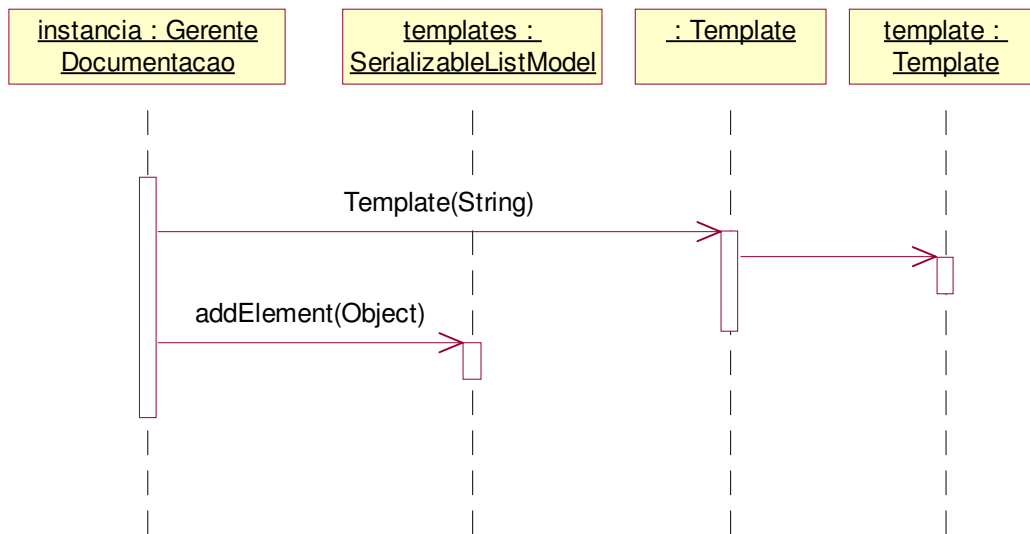 instancia : Gerente
Documentacao
templates :
SerializableListModel
: Template
template :
Template
Template(String)
addElement(Object)